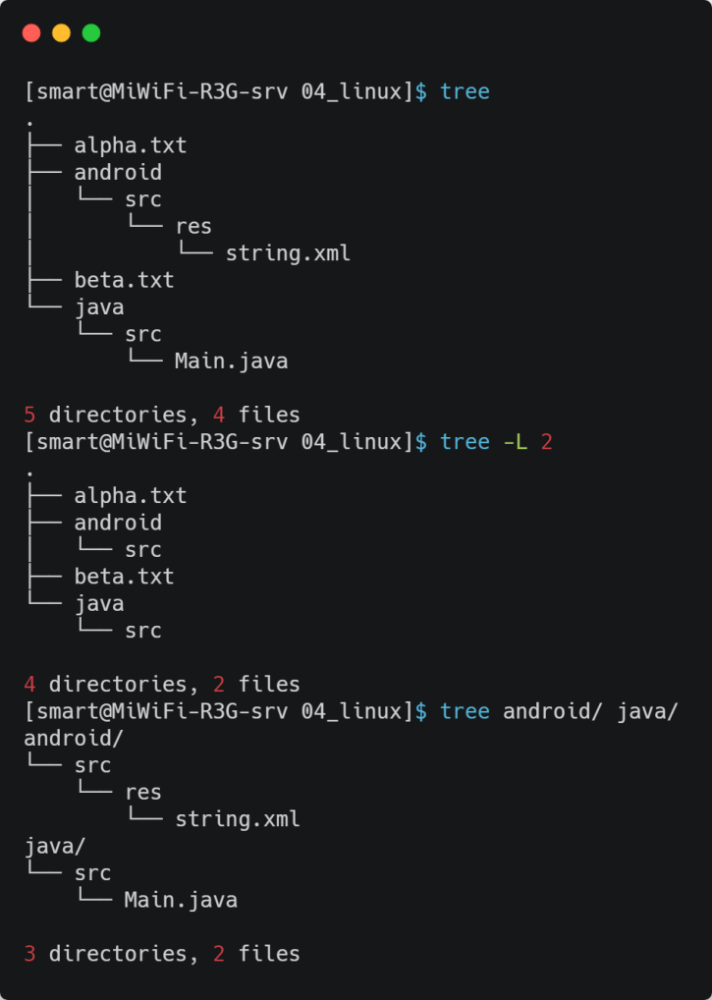 [smart@MiWiFi-R3G-srv 04_linux]$ tree
.
├── alpha.txt
├── android
│   └── src
│       └── res
│           └── string.xml
├── beta.txt
└── java
    └── src
        └── Main.java

5 directories, 4 files
[smart@MiWiFi-R3G-srv 04_linux]$ tree -L 2
.
├── alpha.txt
├── android
│   └── src
├── beta.txt
└── java
    └── src

4 directories, 2 files
[smart@MiWiFi-R3G-srv 04_linux]$ tree android/ java/
android/
└── src
    └── res
        └── string.xml
java/
└── src
    └── Main.java

3 directories, 2 files